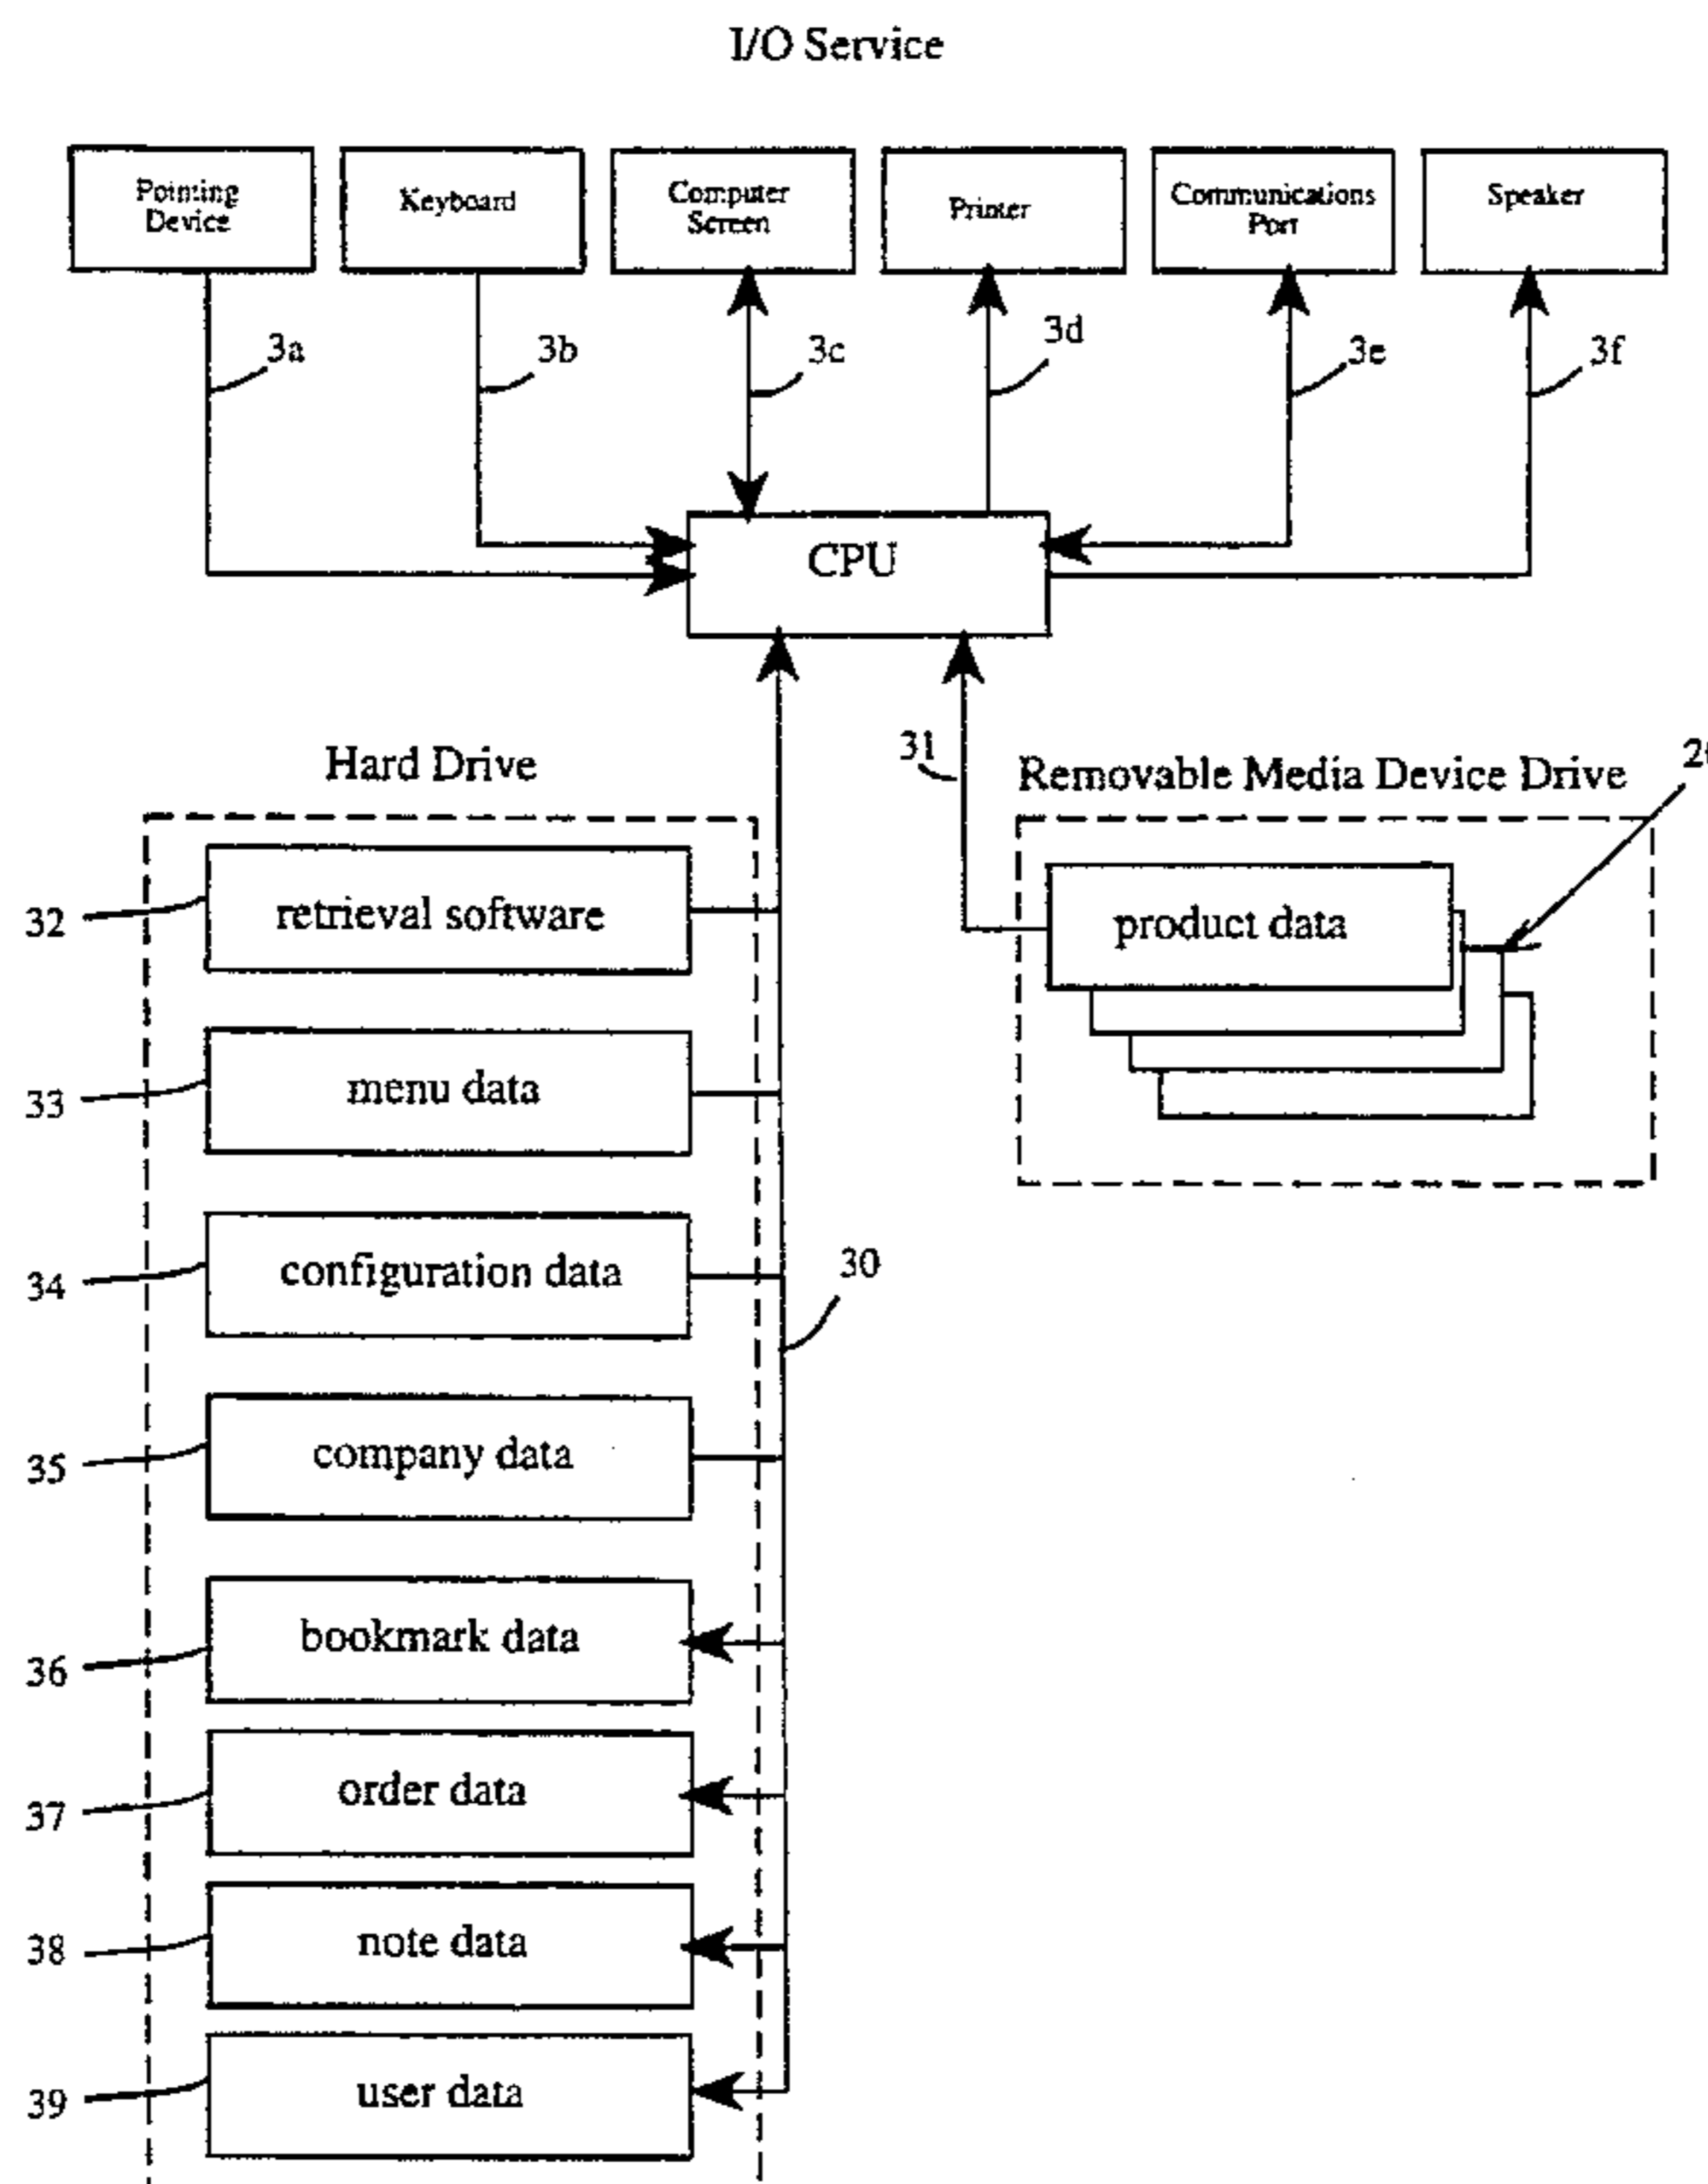 I/O Service
Pointing
Device
Keyboard
Computer
Screen
Printer
Communications
Port
Speaker
3a
3b
3c
3d
3e
3f
CPU
Hard Drive
31
Removable Media Device Drive
32
retrieval software
product data
33
menu data
34
configuration data
30
35
company data
36
bookmark data
37
order data
38
note data
39
user data